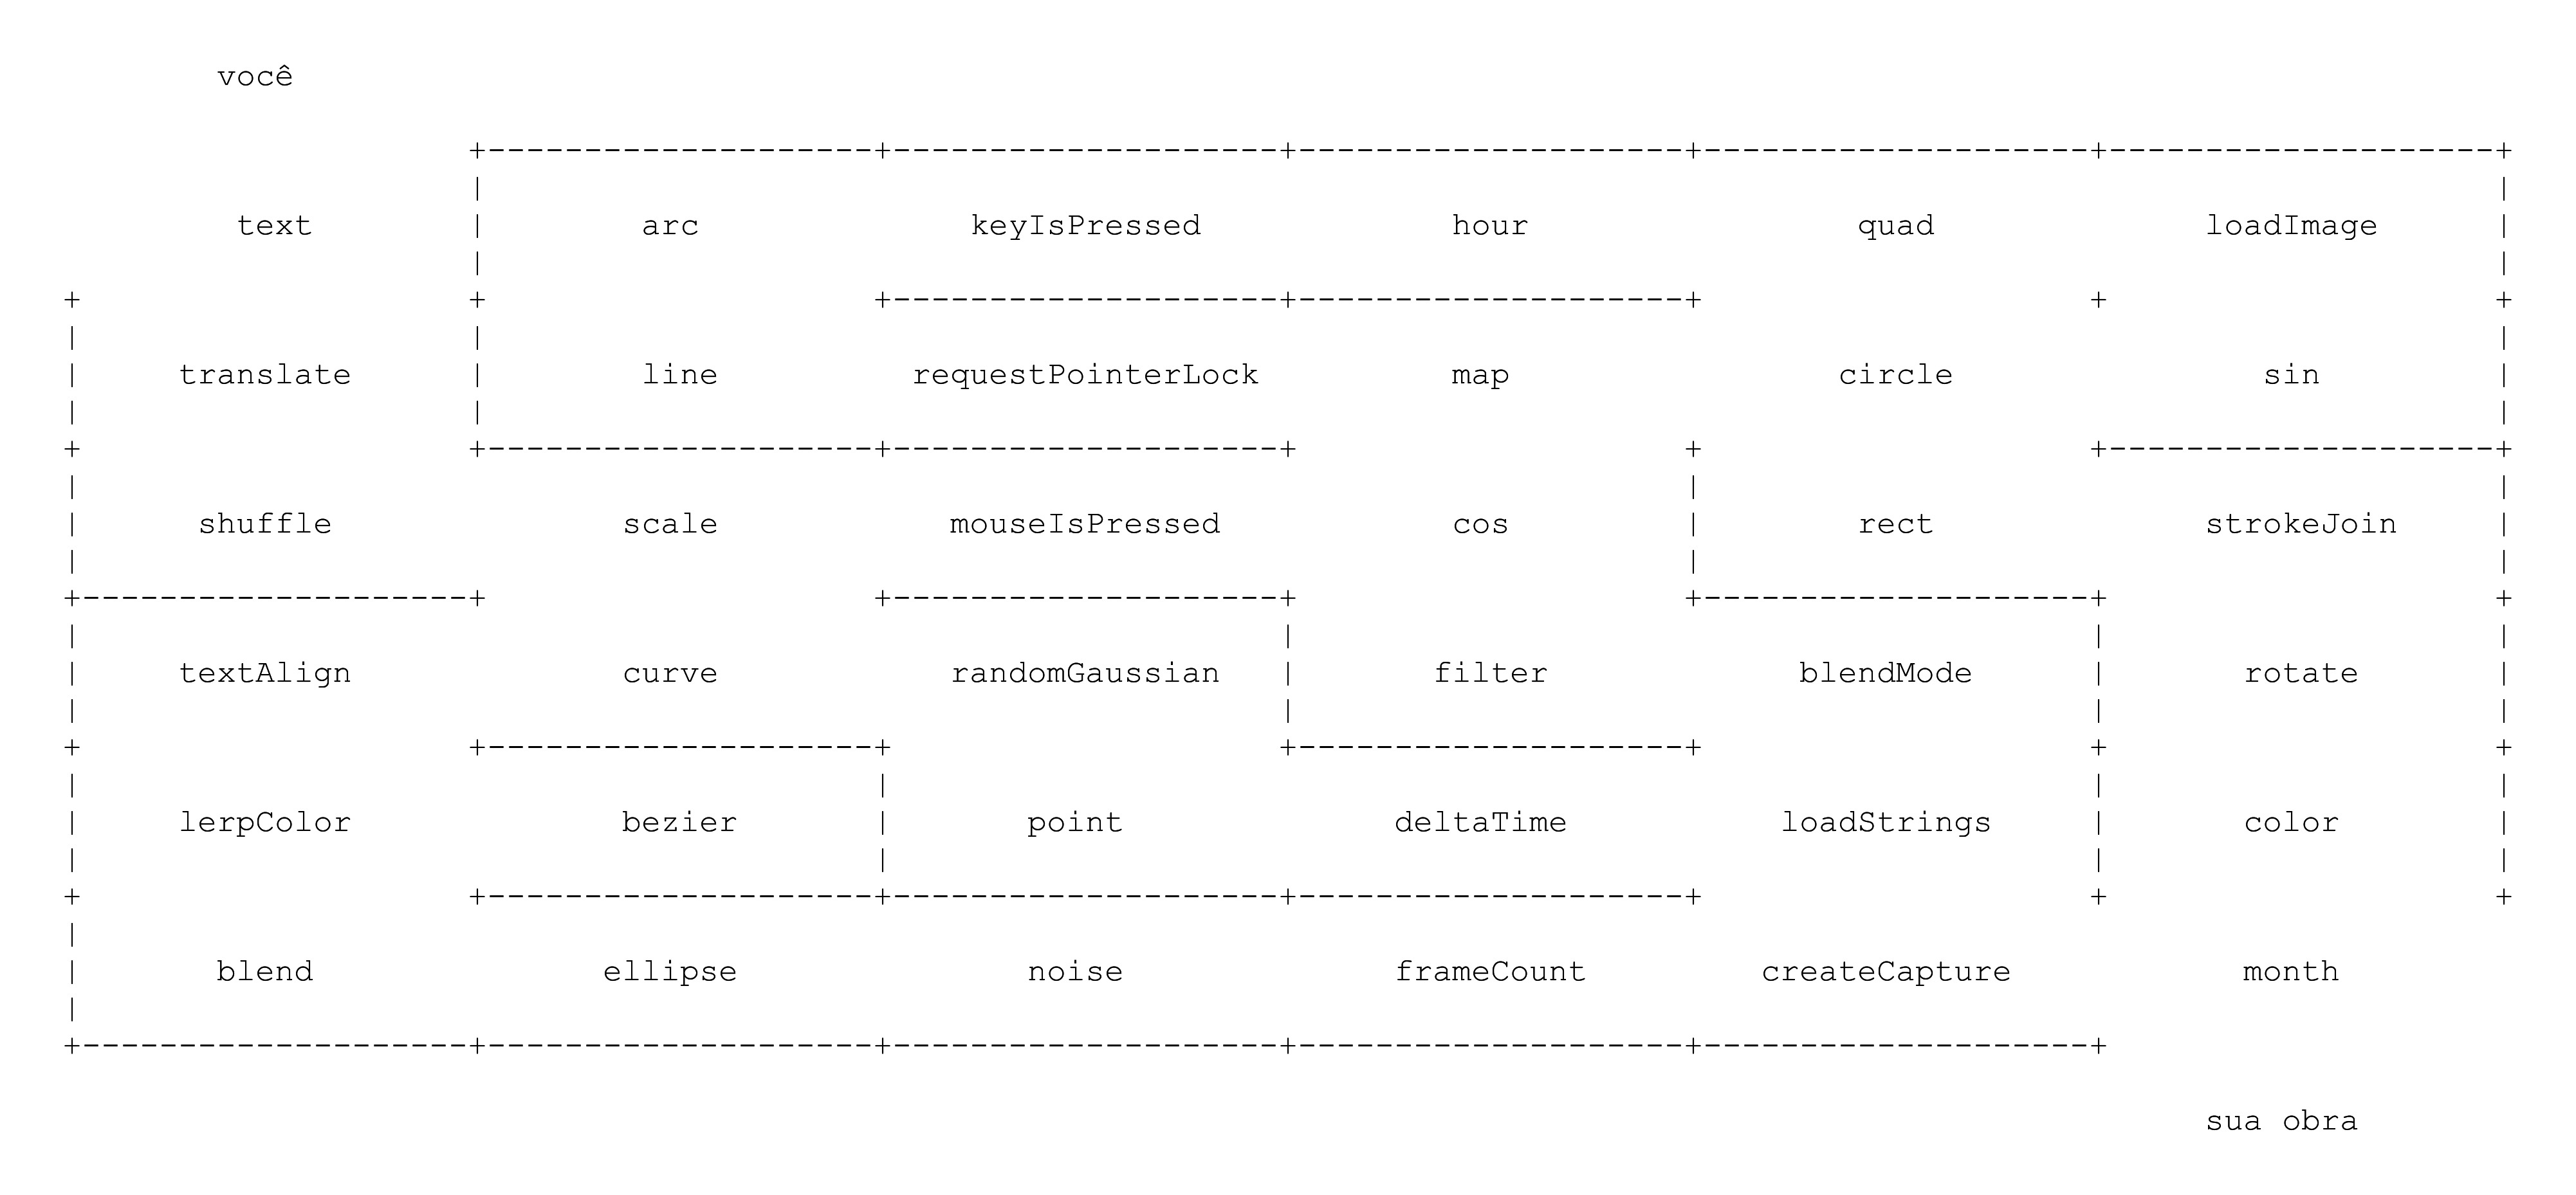 você
text arc keyIsPressed hour quad loadImage
translate line requestPointerLock map circle sin
shuffle scale mouseIsPressed cos rect strokeJoin
textAlign curve randomGaussian filter blendMode rotate
lerpColor bezier point deltaTime loadStrings color
blend ellipse noise frameCount createCapture month
sua obra